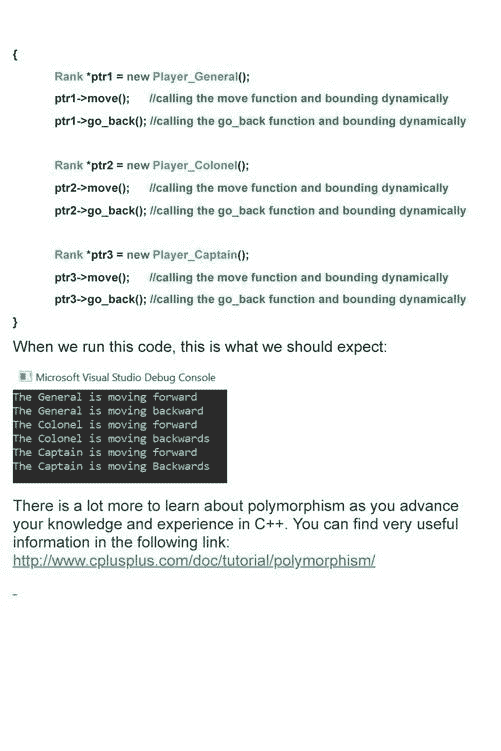 {
Rank *ptr1 = new Player_General();
ptr1->move(); //calling the move function and bounding dynamically
ptr1->go_back(); //calling the go_back function and bounding dynamically
Rank *ptr2 = new Player_Colonel();
ptr2->move(); //calling the move function and bounding dynamically
ptr2->go_back(); //calling the go_back function and bounding dynamically
Rank *ptr3 = new Player_Captain();
ptr3->move(); //calling the move function and bounding dynamically
ptr3->go_back(); //calling the go_back function and bounding dynamically
}
When we run this code, this is what we should expect:
Microsoft Visual Studio Debug Console
The General is moving forward
The General is moving backward
The Colonel is moving forward
The Colonel is moving backwards
The Captain is moving forward
The Captain is moving Backwards
There is a lot more to learn about polymorphism as you advance
your knowledge and experience in C++. You can find very useful
information in the following link:
http://www.cplusplus.com/doc/tutorial/polymorphism/